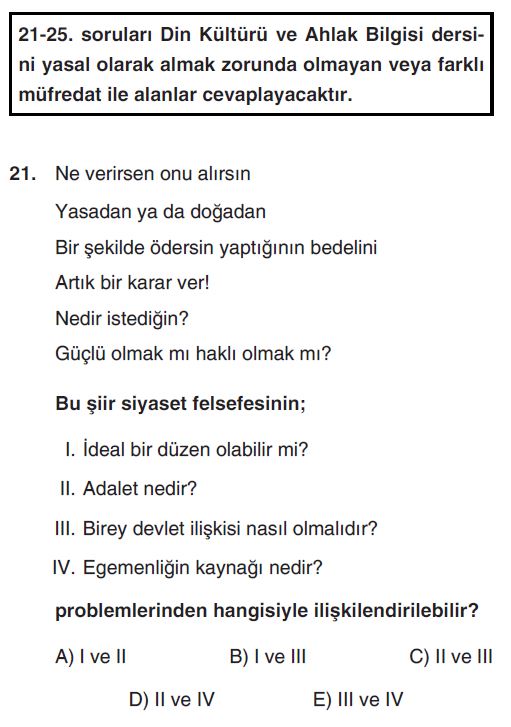 21-25. soruları Din Kültürü ve Ahlak Bilgisi dersi-
ni yasal olarak almak zorunda olmayan veya farklı
müfredat ile alanlar cevaplayacaktır.
21. Ne verirsen onu alırsın
Yasadan ya da doğadan
Bir şekilde ödersin yaptığının bedelini
Artık bir karar ver!
Nedir istediğin?
Güçlü olmak mı haklı olmak mı?
Bu şiir siyaset felsefesinin;
I. İdeal bir düzen olabilir mi?
II. Adalet nedir?
III. Birey devlet ilişkisi nasıl olmalıdır?
IV. Egemenliğin kaynağı nedir?
problemlerinden hangisiyle ilişkilendirilebilir?
A) I ve II B) I ve III C) II ve III
D) II ve IV E) III ve IV